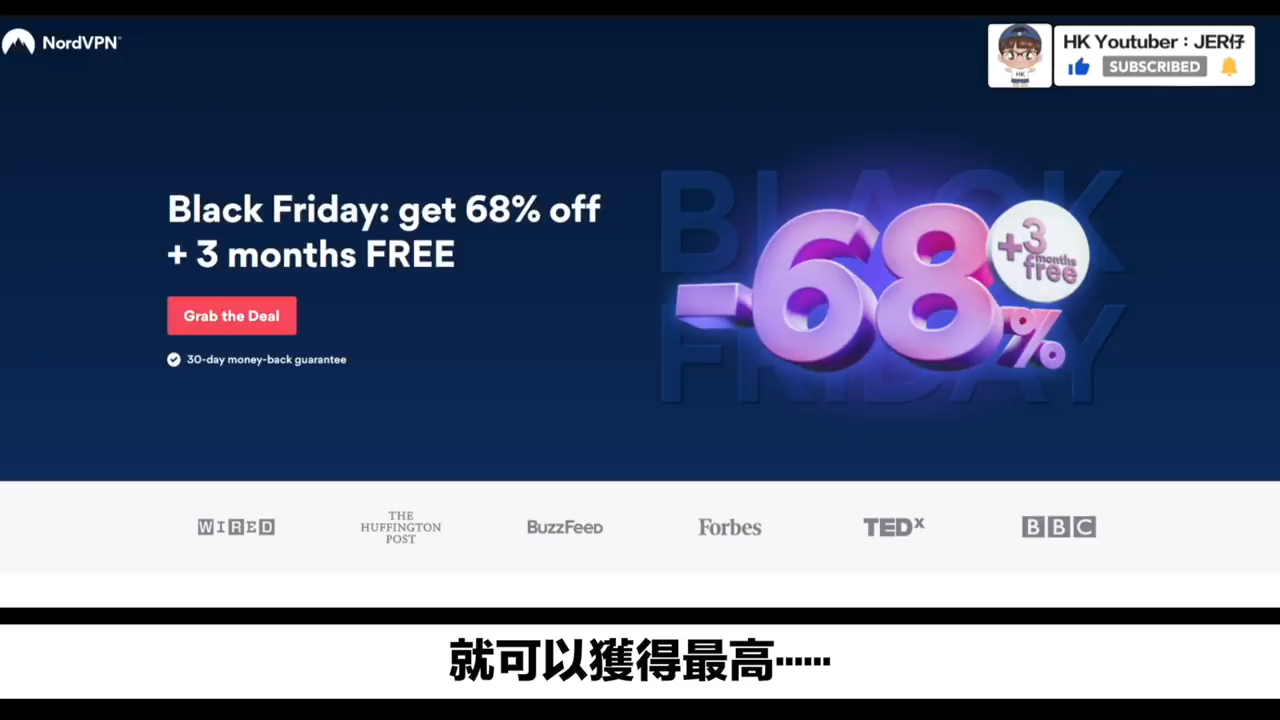 NordVPN
HK Youtuber：JER仔
SUBSCRIBED
HK
Black Friday: get 68% off
+ 3 months FREE
Grab the Deal
30-day money-back guarantee
BLACK
FRIDAY
-68%
+3
months
free
WIRED
THE
HUFFINGTON
POST
BuzzFeed
Forbes
TEDx
BBC
就可以獲得最高⋯⋯